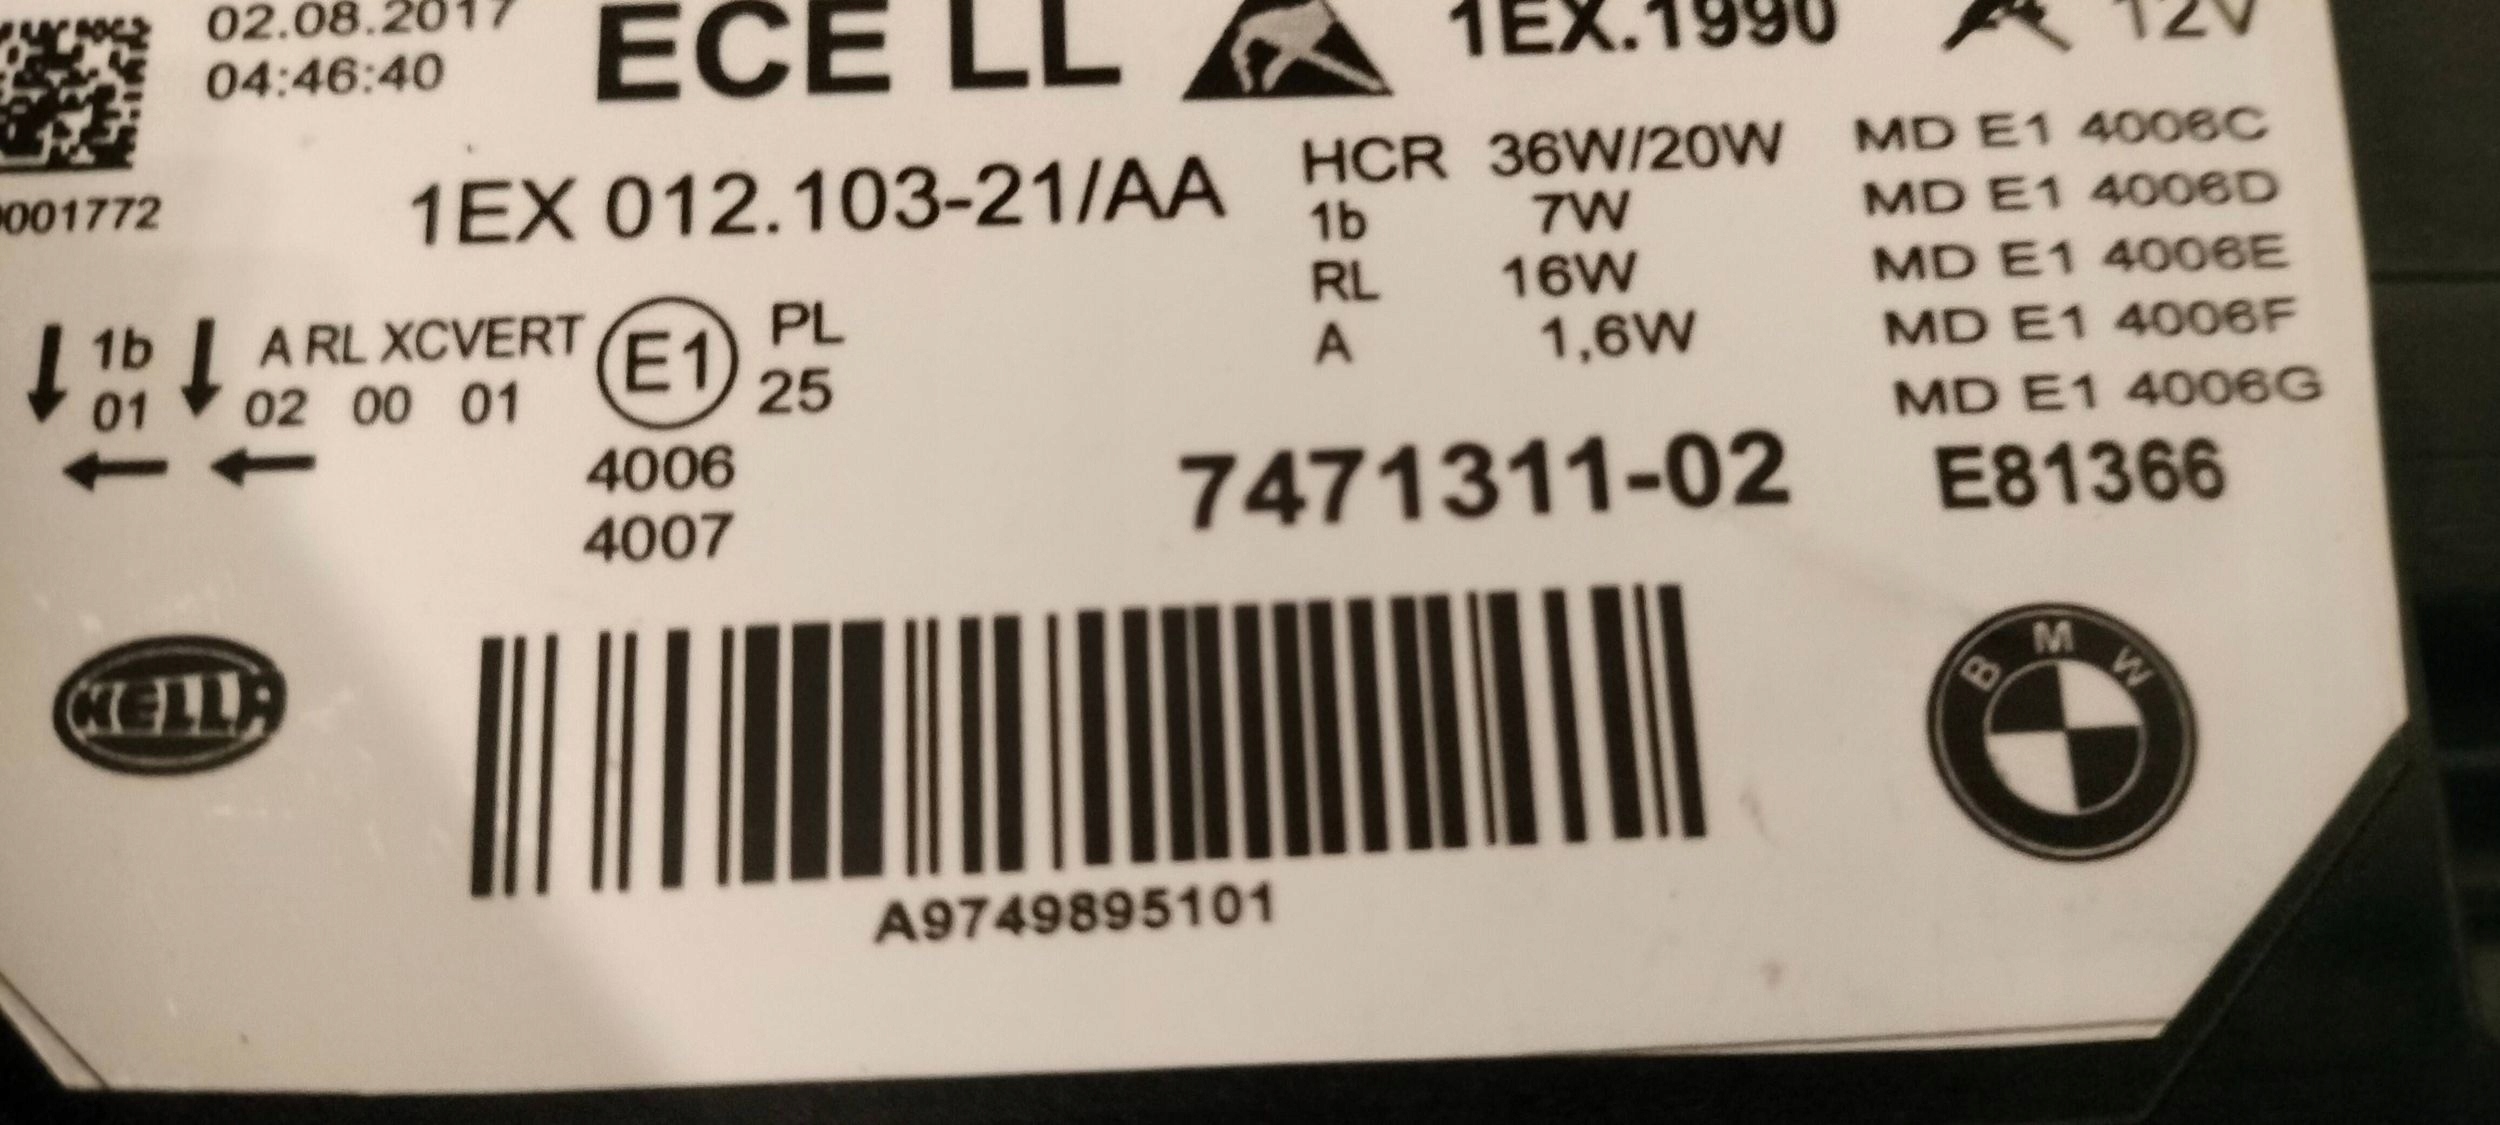 02.08.2017
04:46:40
ECE LL
1EX.1990
12V
001772
1EX 012.103-21/AA
HCR 36W/20W
1b 7W
RL 16W
A 1,6W
MD E1 4006C
MD E1 4006D
MD E1 4006E
MD E1 4006F
MD E1 4006G
1b A RL XCVERT E1 PL
01 02 00 01 25
4006
4007
7471311-02
E81366
HELLA
BMW
A9749895101